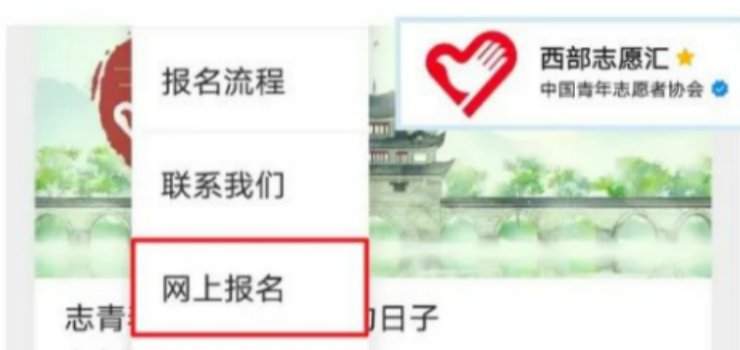 西部志愿汇
中国青年志愿者协会
报名流程
联系我们
网上报名
志青
日子